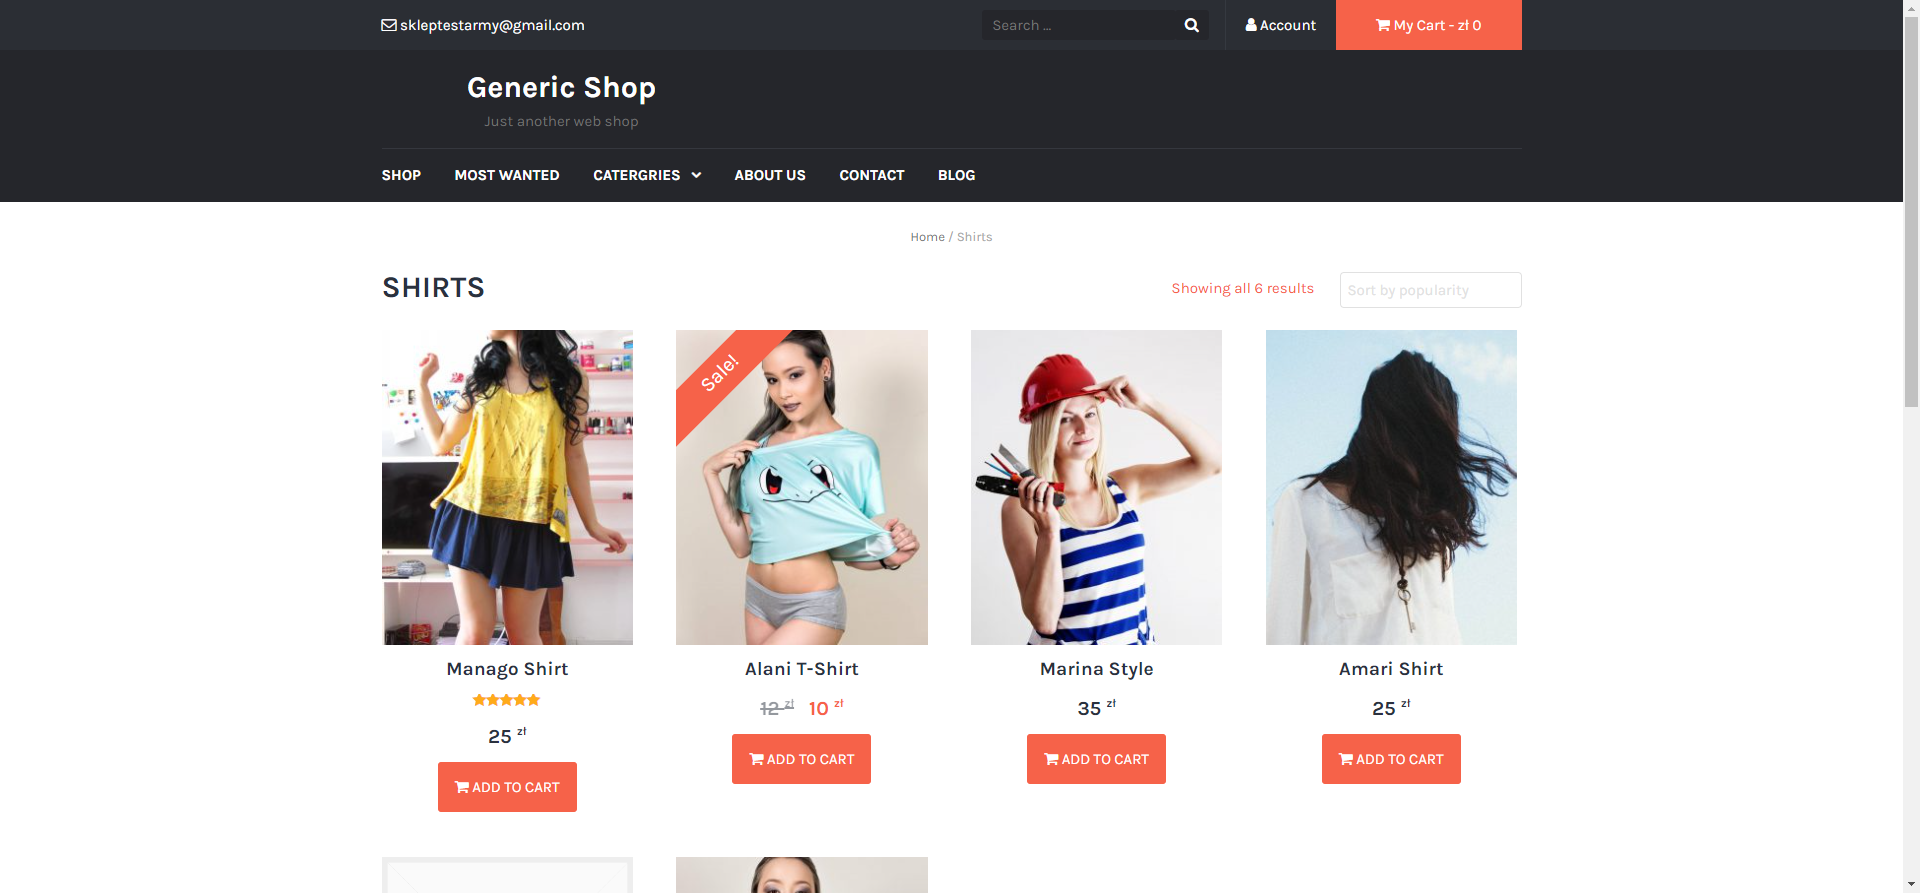 skleptestarmy@gmail.com
Search ...
Account
My Cart - zł 0
Generic Shop
Just another web shop
SHOP
MOST WANTED
CATERGRIES
ABOUT US
CONTACT
BLOG
Home / Shirts
SHIRTS
Showing all 6 results
Sort by popularity
Sale!
Manago Shirt
25 zł
ADD TO CART
Alani T-Shirt
12 zł 10 zł
ADD TO CART
Marina Style
35 zł
ADD TO CART
Amari Shirt
25 zł
ADD TO CART